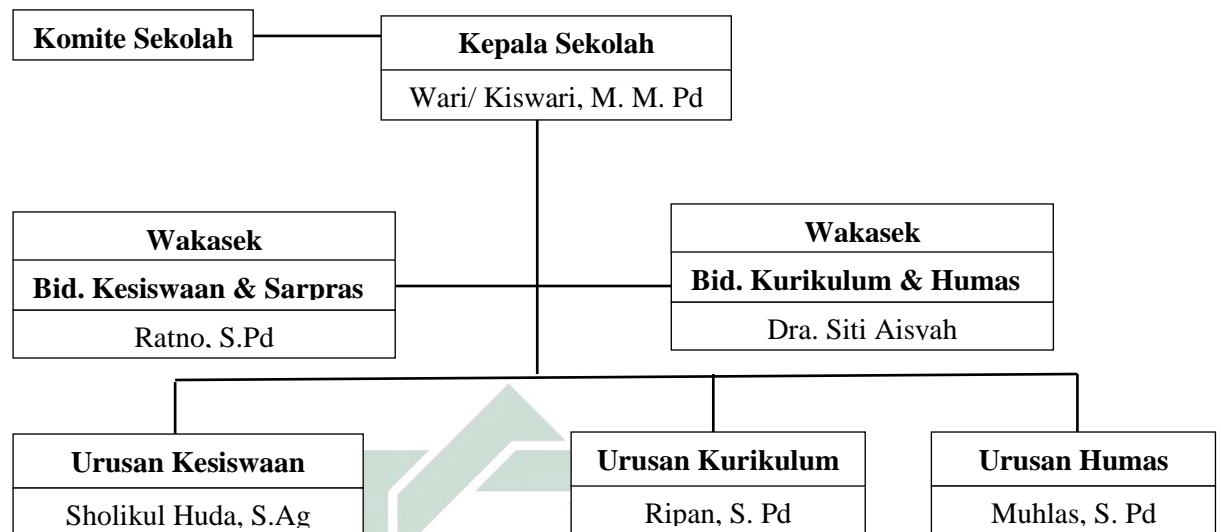 Komite Sekolah
Kepala Sekolah
Wari/ Kiswari, M. M. Pd
Wakasek
Bid. Kesiswaan & Sarpras
Ratno, S.Pd
Wakasek
Bid. Kurikulum & Humas
Dra. Siti Aisyah
Urusan Kesiswaan
Sholikul Huda, S.Ag
Urusan Kurikulum
Ripan, S. Pd
Urusan Humas
Muhlas, S. Pd